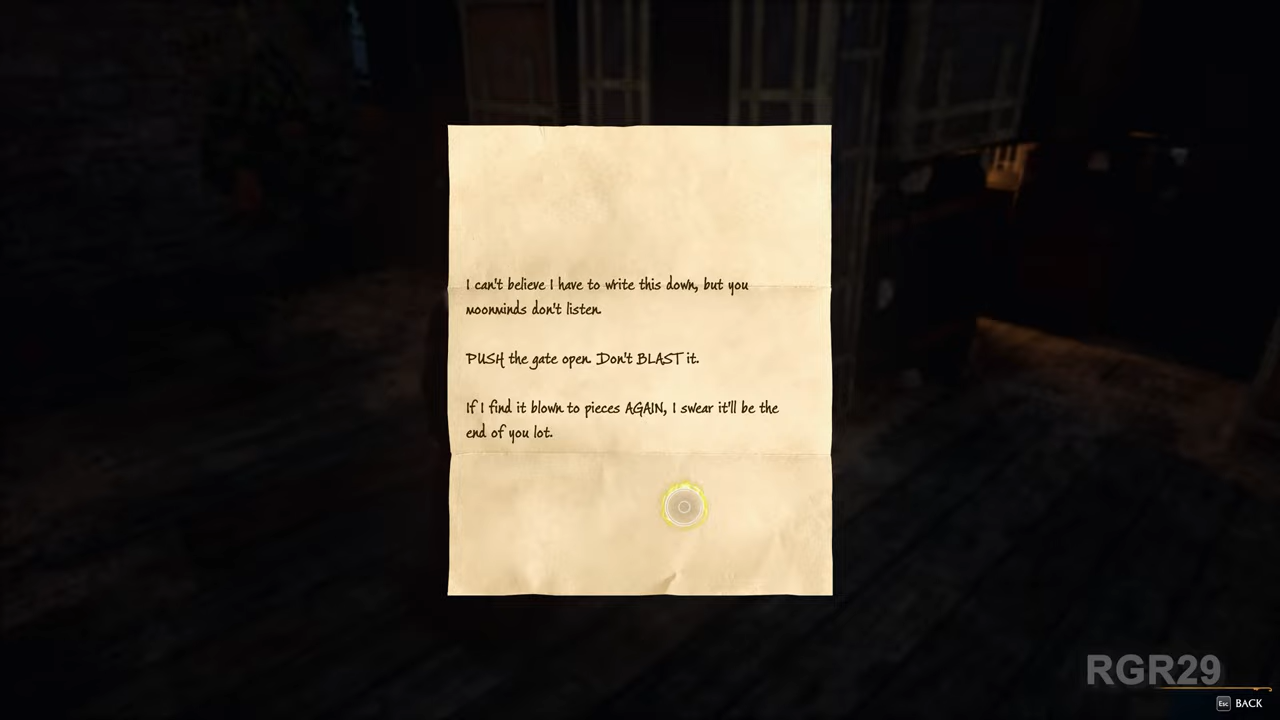 I can't believe I have to write this down, but you
moonminds don't listen.
PUSH the gate open. Don't BLAST it.
If I find it blown to pieces AGAIN, I swear it'll be the
end of you lot.
RGR29
Esc BACK